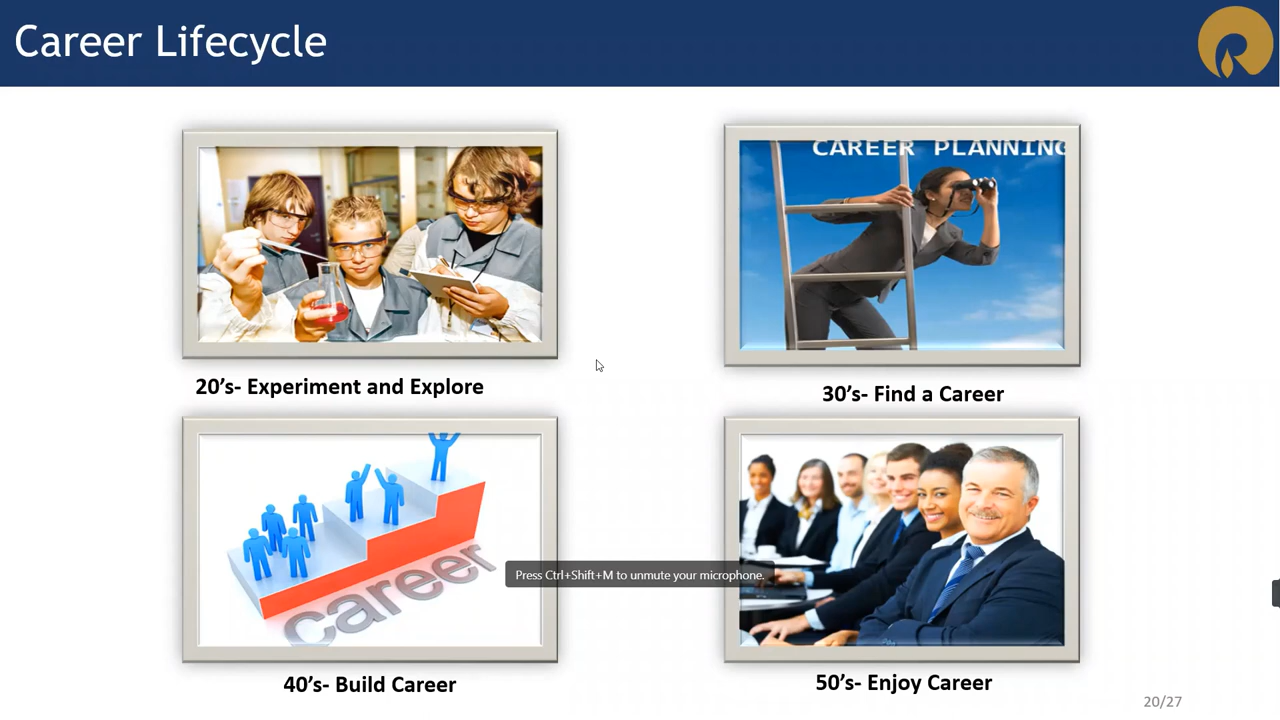 Career Lifecycle
CAREER PLANNING
20’s- Experiment and Explore
30’s- Find a Career
career
Press Ctrl+Shift+M to unmute your microphone.
40’s- Build Career
50’s- Enjoy Career
20/27